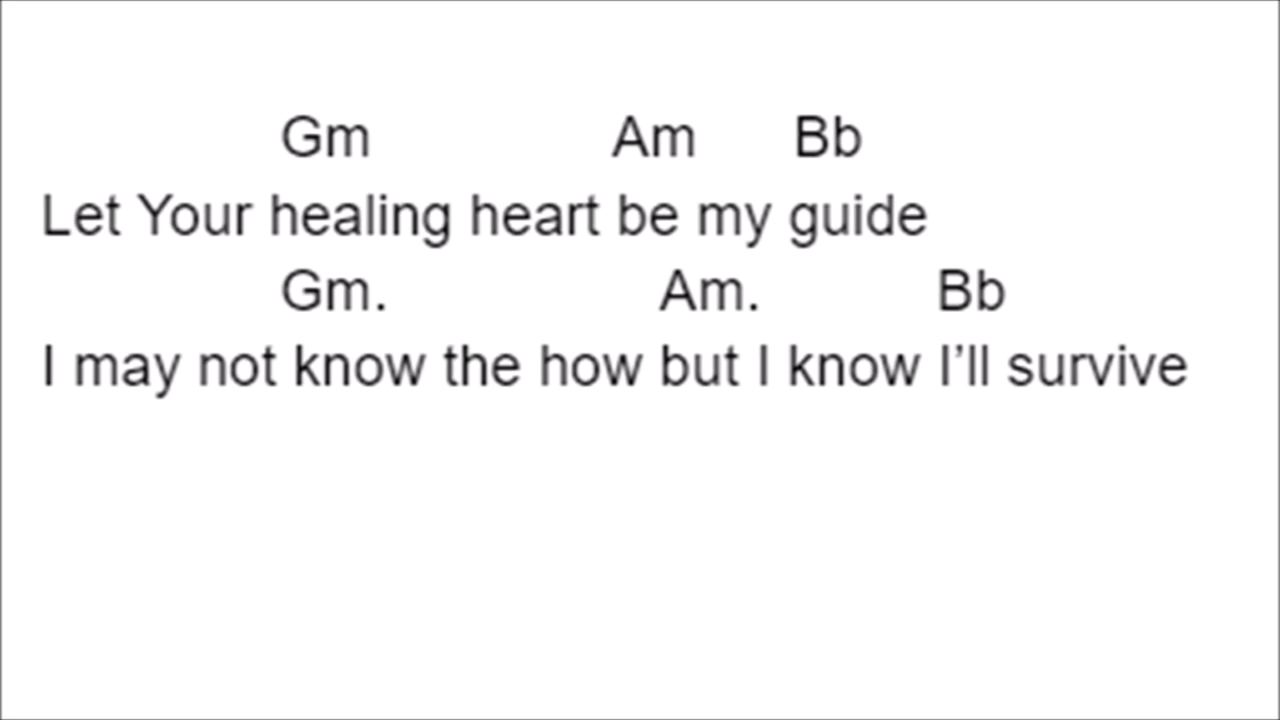 Gm Am Bb
Let Your healing heart be my guide
Gm. Am. Bb
I may not know the how but I know I’ll survive